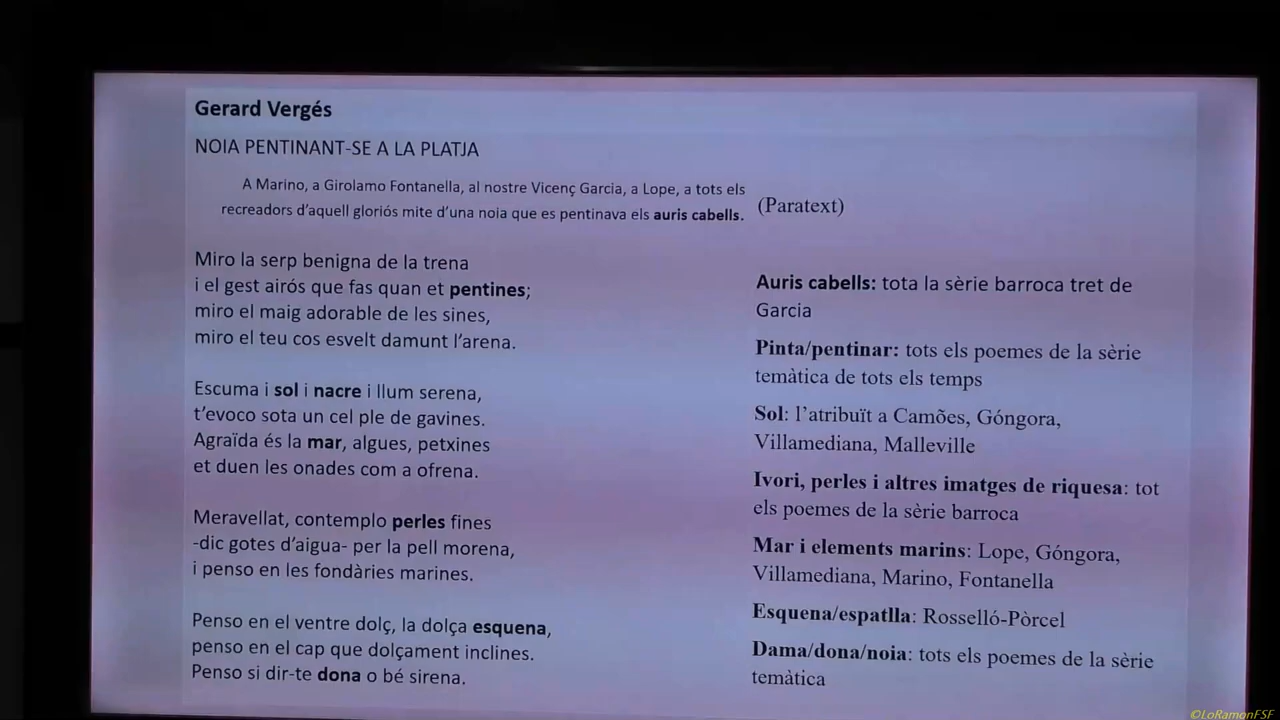 Gerard Vergés
NOIA PENTINANT-SE A LA PLATJA
A Marino, a Girolamo Fontanella, al nostre Vicenç Garcia, a Lope, a tots els
recreadors d'aquell gloriós mite d'una noia que es pentinava els auris cabells.
(Paratext)
Miro la serp benigna de la trena
i el gest airós que fas quan et pentines;
miro el maig adorable de les sines,
miro el teu cos esvelt damunt l'arena.
Escuma i sol i nacre i llum serena,
t'evoco sota un cel ple de gavines.
Agraïda és la mar, algues, petxines
et duen les onades com a ofrena.
Meravellat, contemplo perles fines
-dic gotes d'aigua- per la pell morena,
i penso en les fondàries marines.
Penso en el ventre dolç, la dolça esquena,
penso en el cap que dolçament inclines.
Penso si dir-te dona o bé sirena.
Auris cabells: tota la sèrie barroca tret de
Garcia
Pinta/pentinar: tots els poemes de la sèrie
temàtica de tots els temps
Sol: l'atribuït a Camões, Góngora,
Villamediana, Malleville
Ivori, perles i altres imatges de riquesa: tot
els poemes de la sèrie barroca
Mar i elements marins: Lope, Góngora,
Villamediana, Marino, Fontanella
Esquena/espatlla: Rosselló-Pòrcel
Dama/dona/noia: tots els poemes de la sèrie
temàtica
©LoRamonFSF